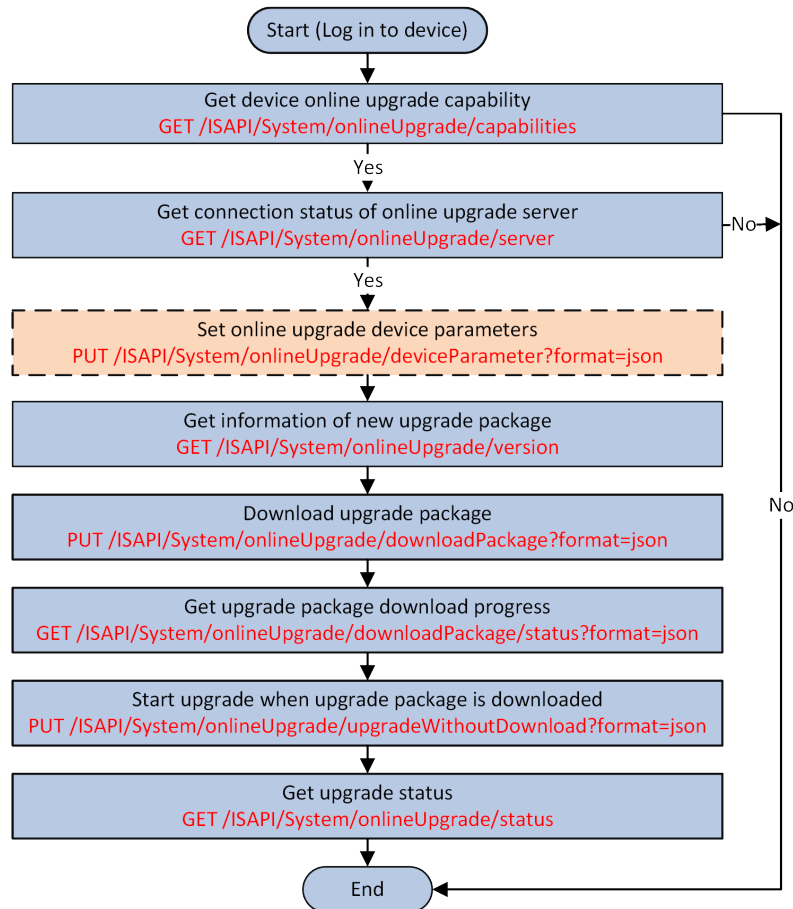 Start (Log in to device)
Get device online upgrade capability
GET /ISAPI/System/onlineUpgrade/capabilities
Yes
Get connection status of online upgrade server
GET /ISAPI/System/onlineUpgrade/server
No
Yes
Set online upgrade device parameters
PUT /ISAPI/System/onlineUpgrade/deviceParameter?format=json
Get information of new upgrade package
GET /ISAPI/System/onlineUpgrade/version
Download upgrade package
PUT /ISAPI/System/onlineUpgrade/downloadPackage?format=json
No
Get upgrade package download progress
GET /ISAPI/System/onlineUpgrade/downloadPackage/status?format=json
Start upgrade when upgrade package is downloaded
PUT /ISAPI/System/onlineUpgrade/upgradeWithoutDownload?format=json
Get upgrade status
GET /ISAPI/System/onlineUpgrade/status
End